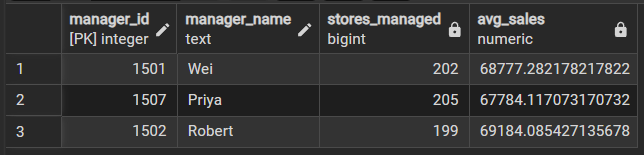 manager_id manager_name stores_managed avg_sales
[PK] integer text bigint numeric
1 1501 Wei 202 68777.282178217822
2 1507 Priya 205 67784.117073170732
3 1502 Robert 199 69184.085427135678